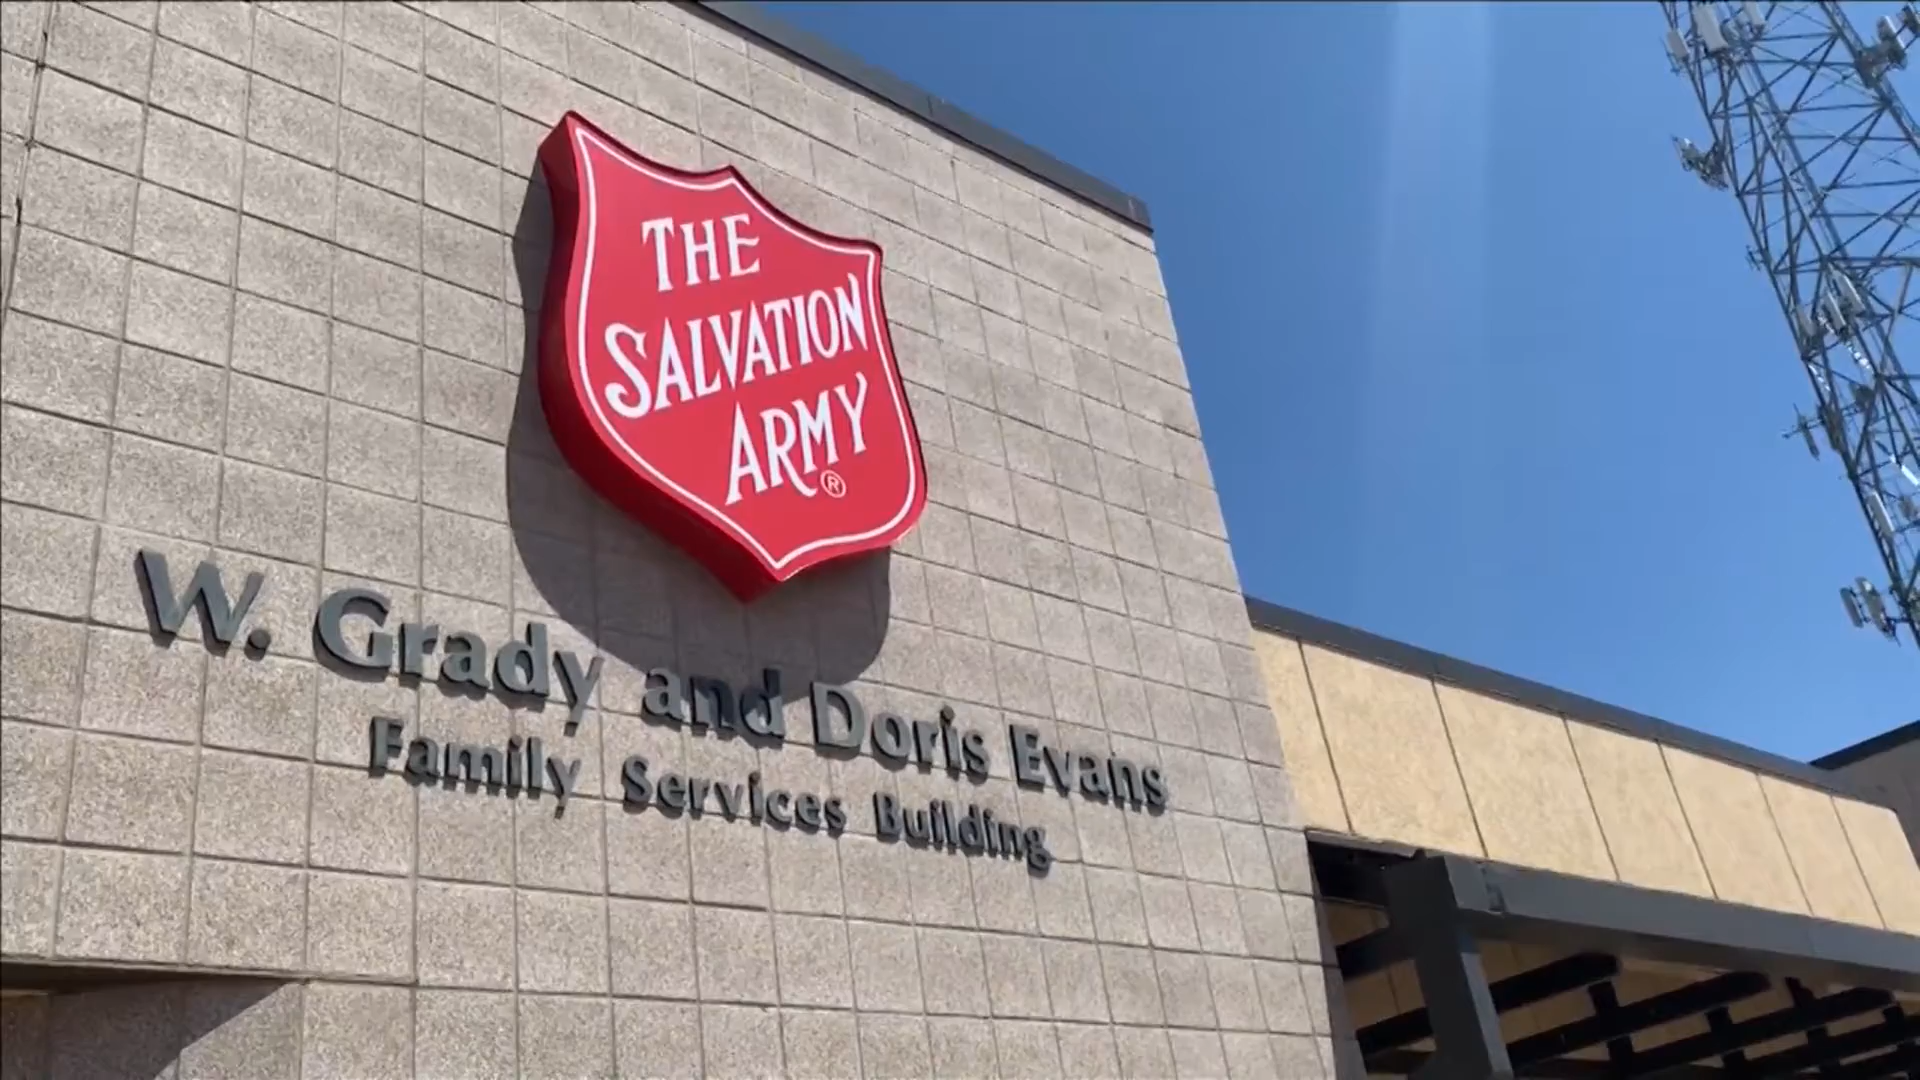 THE
SALVATION
ARMY®
W. Grady and Doris Evans
Family Services Building